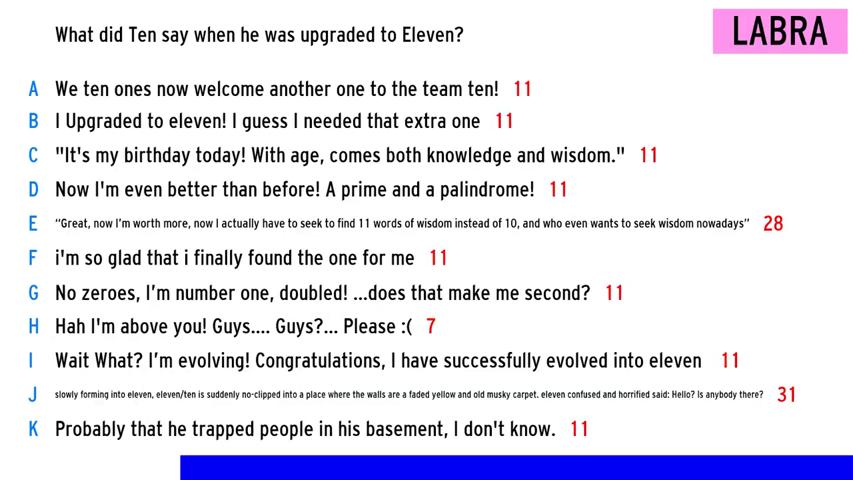 What did Ten say when he was upgraded to Eleven?
LABRA
A We ten ones now welcome another one to the team ten! 11
B I Upgraded to eleven! I guess I needed that extra one 11
C "It's my birthday today! With age, comes both knowledge and wisdom." 11
D Now I'm even better than before! A prime and a palindrome! 11
E “Great, now I’m worth more, now I actually have to seek to find 11 words of wisdom instead of 10, and who even wants to seek wisdom nowadays” 28
F i'm so glad that i finally found the one for me 11
G No zeroes, I’m number one, doubled! ...does that make me second? 11
H Hah I'm above you! Guys.... Guys?... Please :( 7
I Wait What? I’m evolving! Congratulations, I have successfully evolved into eleven 11
J slowly forming into eleven, eleven/ten is suddenly no-clipped into a place where the walls are a faded yellow and old musky carpet. eleven confused and horrified said: Hello? Is anybody there? 31
K Probably that he trapped people in his basement, I don't know. 11